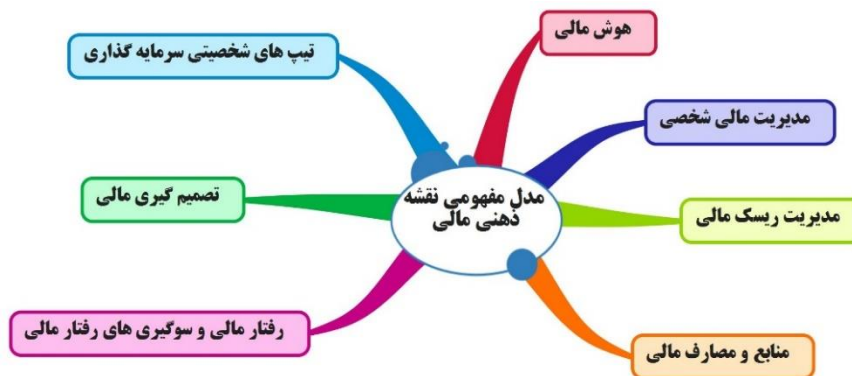 هوش مالی
تیپ های شخصیتی سرمایه گذاری
مدیریت مالی شخصی
تصمیم گیری مالی
مدل مفهومی نقشه
ذهنی مالی
مدیریت ریسک مالی
رفتار مالی و سوگیری های رفتار مالی
منابع و مصارف مالی